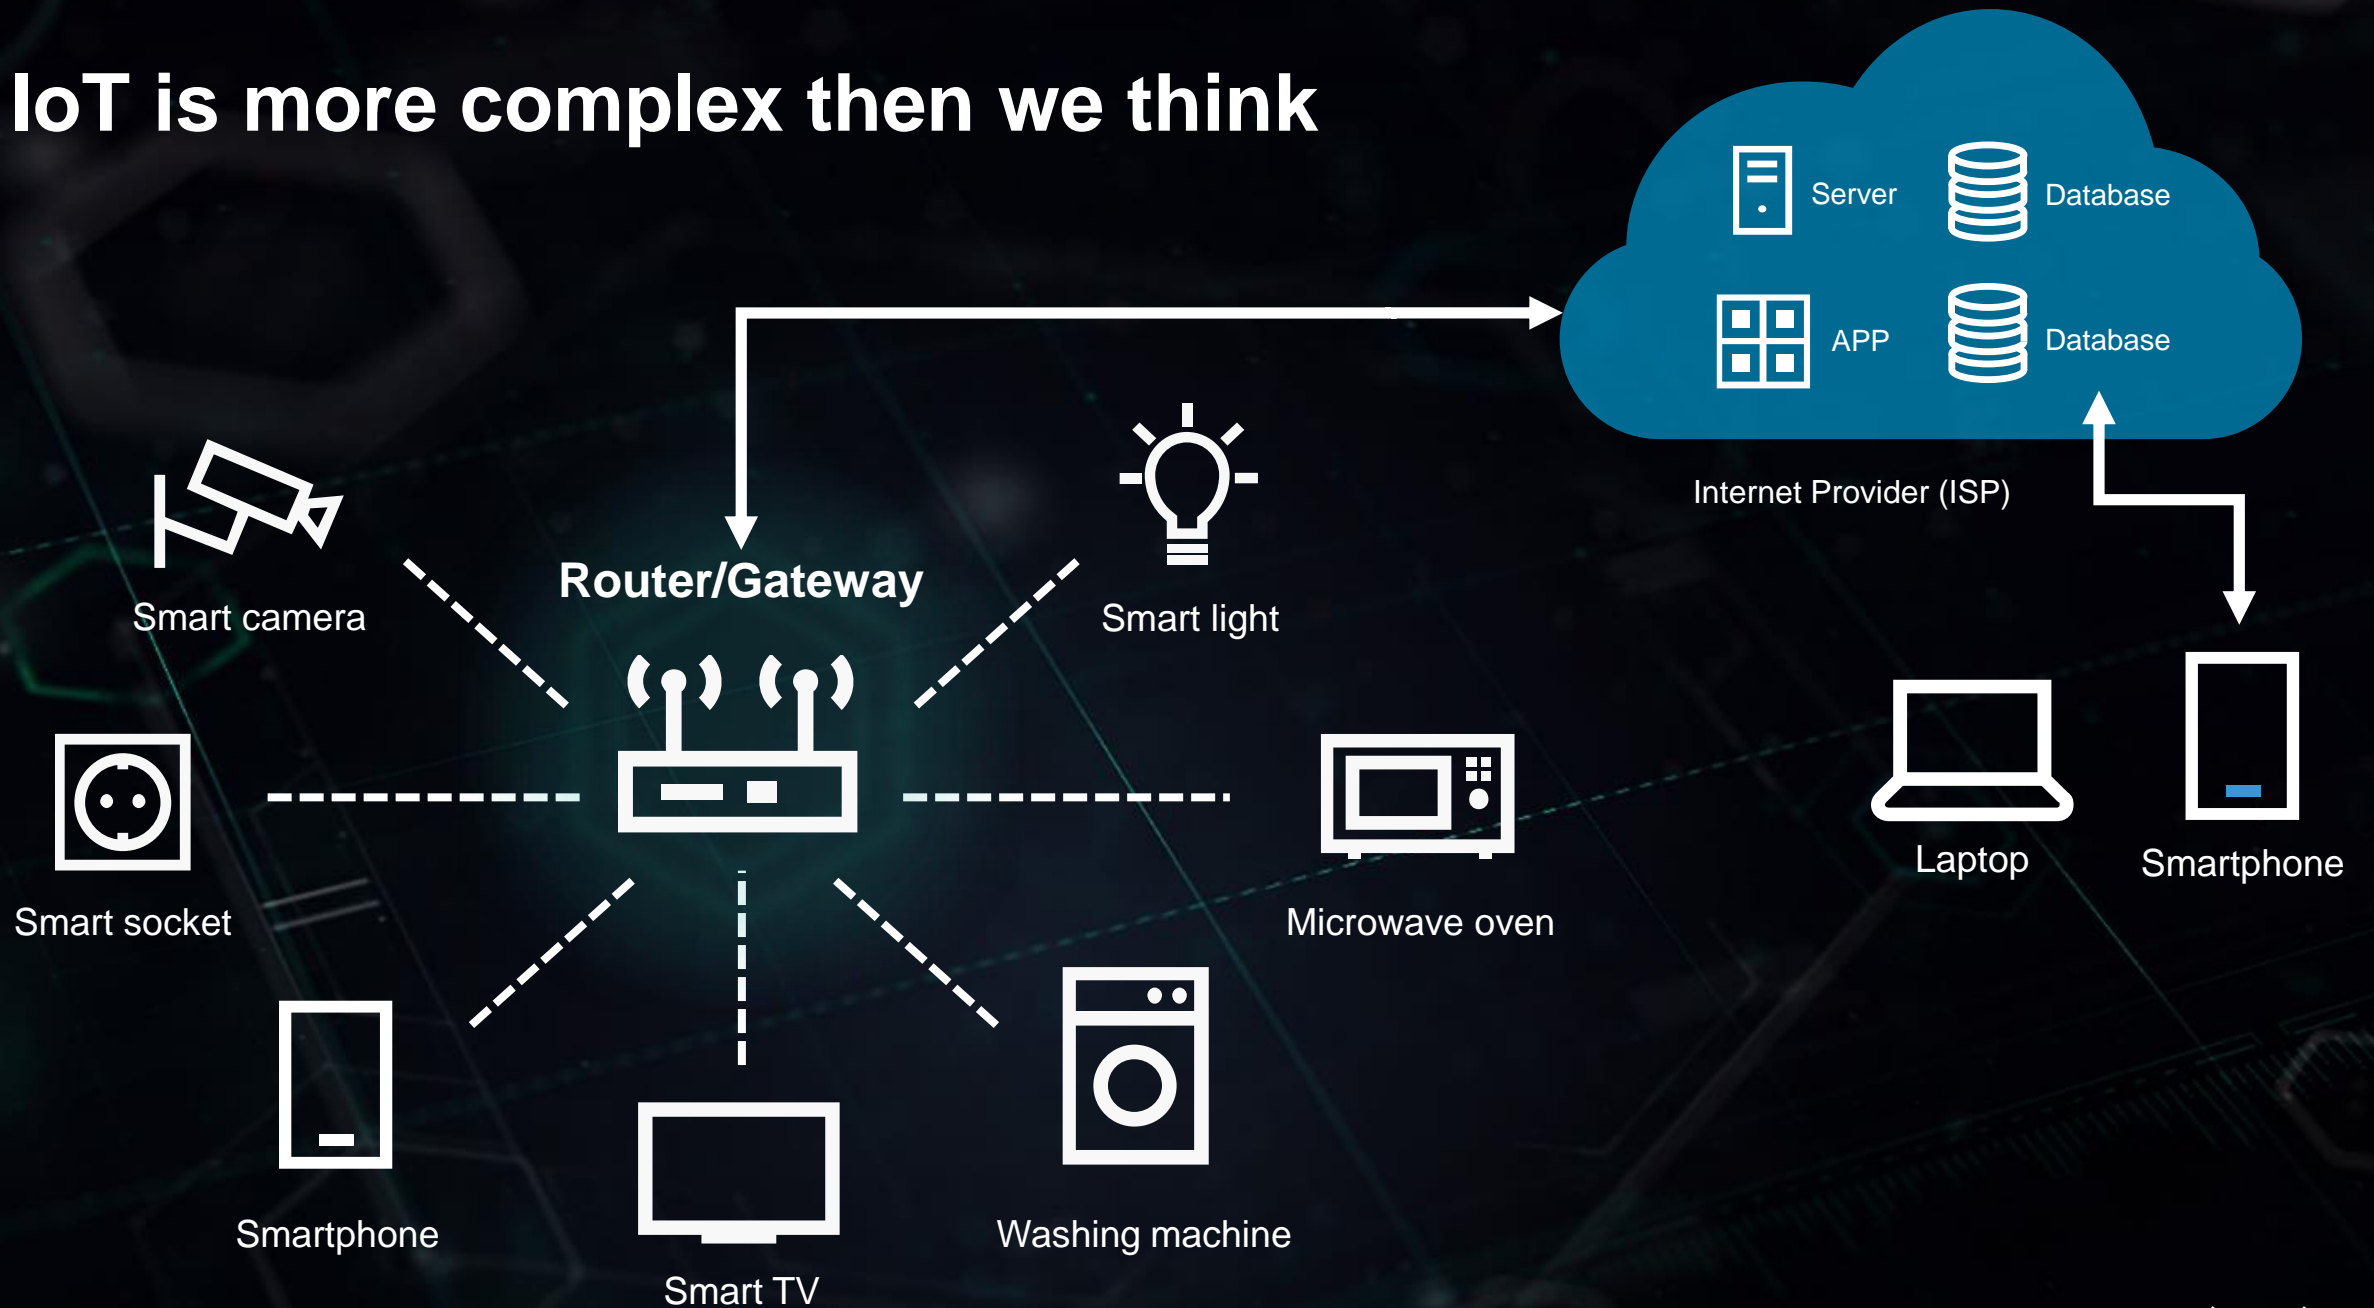 IoT is more complex then we think
Server
Database
APP
Database
Internet Provider (ISP)
Smart camera
Router/Gateway
Smart light
Smart socket
Microwave oven
Laptop
Smartphone
Smartphone
Washing machine
Smart TV